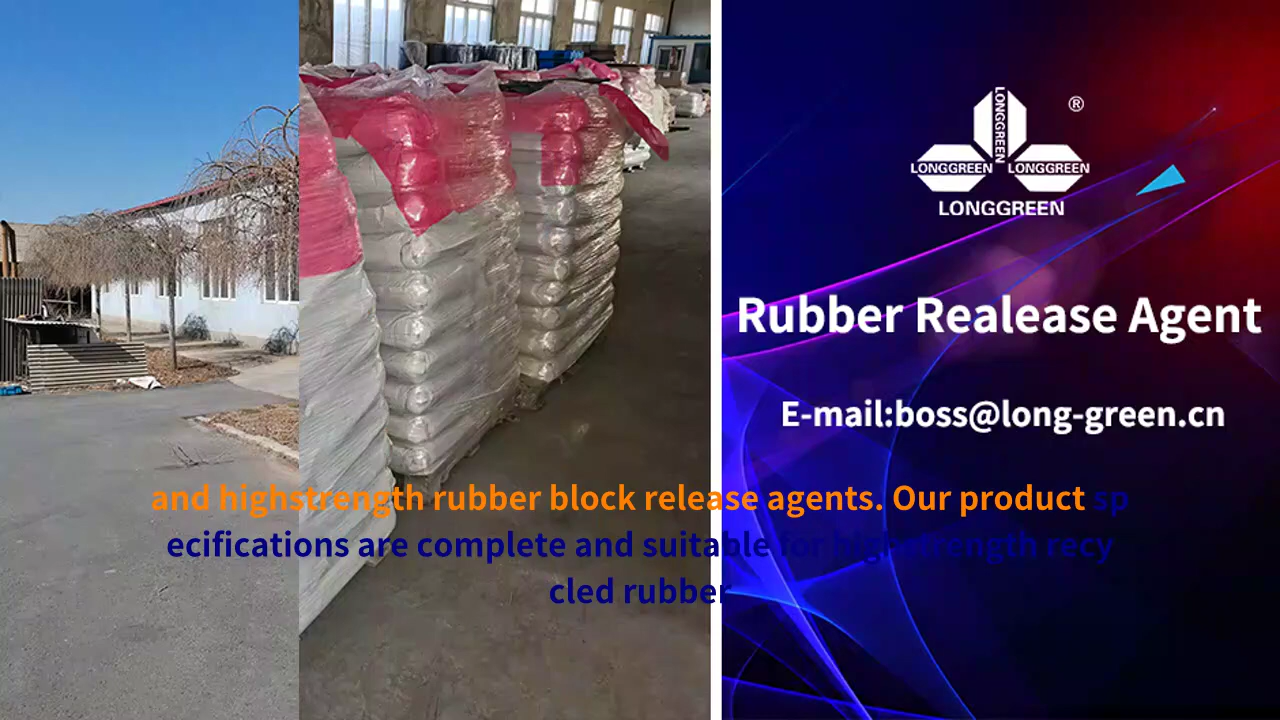 LONGGREEN
®
LONGGREEN LONGGREEN
LONGGREEN
Rubber Realease Agent
E-mail:boss@long-green.cn
and highstrength rubber block release agents. Our product sp
ecifications are complete and suitable for highstrength recy
cled rubber